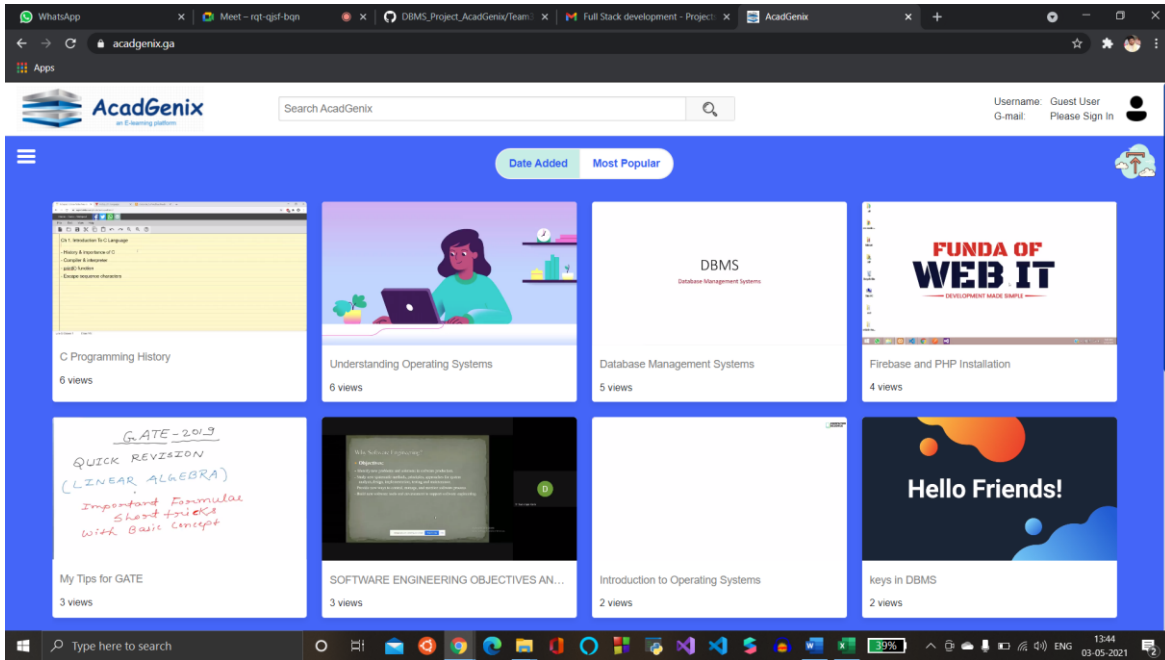 WhatsApp
Meet – rqt-qjsf-bqn
DBMS_Project_AcadGenix/Team
Full Stack development - Project
AcadGenix
acadgenix.ga
Apps
AcadGenix
an E-learning platform
Search AcadGenix
Username: Guest User
G-mail: Please Sign In
Date Added
Most Popular
Ch 1: Introduction To C Language
- History & importance of C
- Compiler & interpreter
- printf() function
- Escape sequence characters
C Programming History
6 views
Understanding Operating Systems
6 views
DBMS
Database Management Systems
Database Management Systems
5 views
FUNDA OF
WEB IT
DEVELOPMENT MADE SIMPLE
Firebase and PHP Installation
4 views
GATE-2019
QUICK REVISION
(LINEAR ALGEBRA)
Important Formulae
Short tricks
with Basic Concept
My Tips for GATE
3 views
Why Software Engineering?
Objectives:
D
SOFTWARE ENGINEERING OBJECTIVES AN...
3 views
Introduction to Operating Systems
2 views
Hello Friends!
keys in DBMS
2 views
Type here to search
39%
ENG
13:44
03-05-2021
2